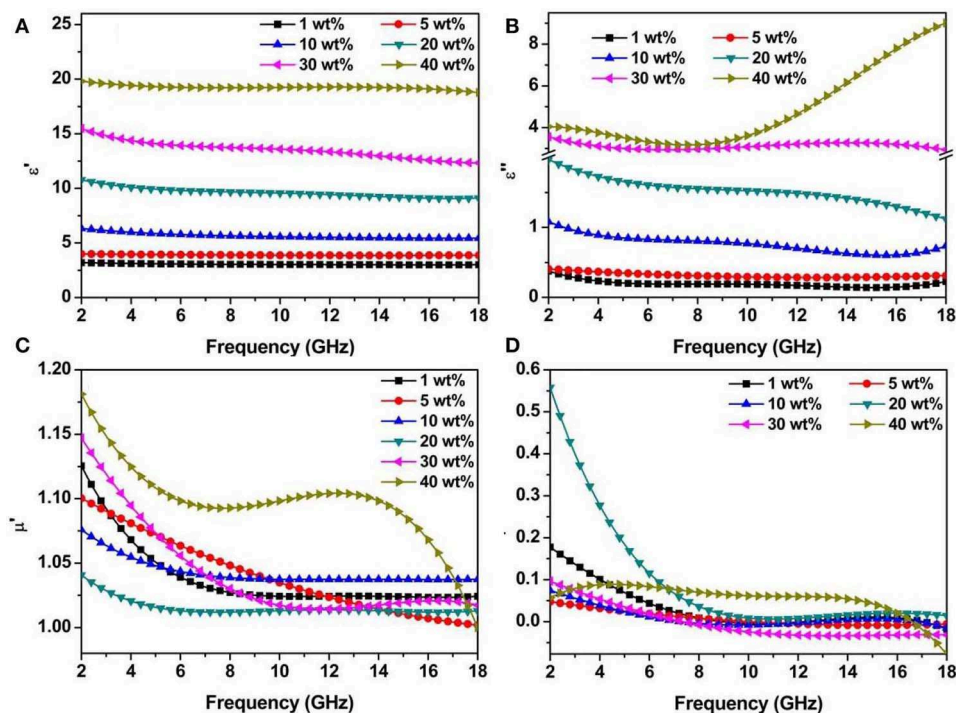 A
25
20
15
10
5
0
ε'
1 wt% 5 wt%
10 wt% 20 wt%
30 wt% 40 wt%
2 4 6 8 10 12 14 16 18
Frequency (GHz)
B
8
6
4
1
0
ε''
1 wt% 5 wt%
10 wt% 20 wt%
30 wt% 40 wt%
2 4 6 8 10 12 14 16 18
Frequency (GHz)
C
1.20
1.15
1.10
1.05
1.00
μ'
1 wt%
5 wt%
10 wt%
20 wt%
30 wt%
40 wt%
2 4 6 8 10 12 14 16 18
Frequency (GHz)
D
0.6
0.5
0.4
0.3
0.2
0.1
0.0
1 wt% 5 wt%
10 wt% 20 wt%
30 wt% 40 wt%
2 4 6 8 10 12 14 16 18
Frequency (GHz)